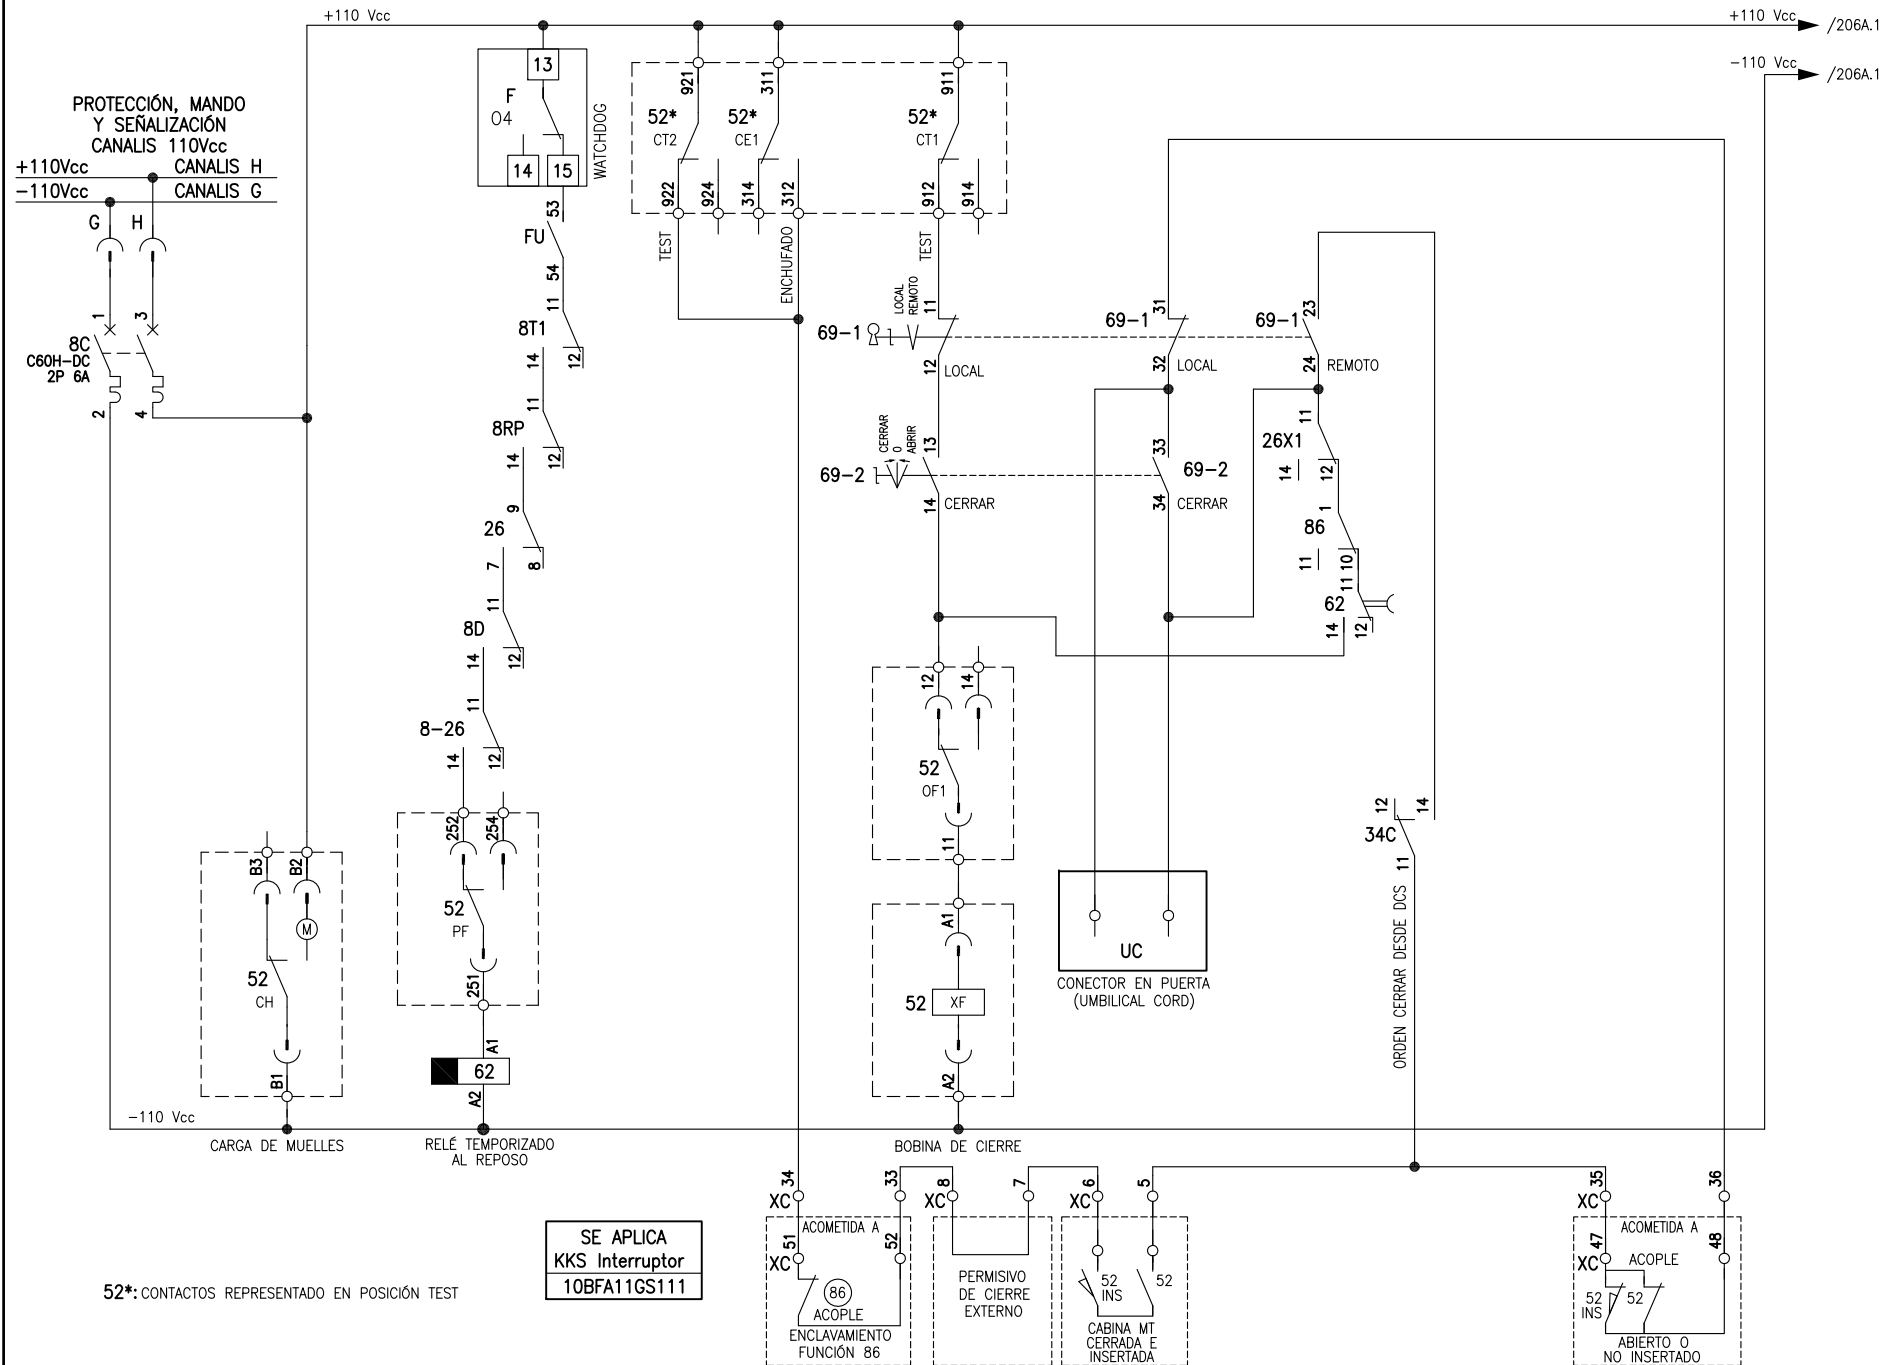 +110 Vcc
+110 Vcc
/206A.1
-110 Vcc
/206A.1
PROTECCIÓN, MANDO
Y SEÑALIZACIÓN
CANALIS 110Vcc
+110Vcc CANALIS H
-110Vcc CANALIS G
G H
1 3
8C
C60H-DC
2P 6A
2 4
13
F
O4
14 15
WATCHDOG
53
FU
54
11
8T1
14 12
11
8RP
14 12
9
26
7 8
11
8D
14 12
11
8-26
14 12
252 254
52
PF
251
A1
62
A2
RELÉ TEMPORIZADO
AL REPOSO
B3 B2
M
52
CH
B1
-110 Vcc
CARGA DE MUELLES
921 311 911
52* 52* 52*
CT2 CE1 CT1
922 924 314 312 912 914
TEST
ENCHUFADO
TEST
LOCAL
REMOTO
69-1
11
12
LOCAL
69-1
31
32
LOCAL
69-1
23
24
REMOTO
CERRAR
0
ABRIR
69-2
13
14
CERRAR
33
69-2
34
CERRAR
11
26X1
14 12
1
86
11 10
11
62
14 12
12 14
52
OF1
11
A1
52 XF
A2
BOBINA DE CIERRE
UC
CONECTOR EN PUERTA
(UMBILICAL CORD)
12 14
34C
11
ORDEN CERRAR DESDE DCS
34 33 8 7 6 5 35 36
XC XC XC XC
ACOMETIDA A
51 52
XC
86
ACOPLE
ENCLAVAMIENTO
FUNCIÓN 86
PERMISIVO
DE CIERRE
EXTERNO
52
INS
52
CABINA MT
CERRADA E
INSERTADA
ACOMETIDA A
47 48
XC
ACOPLE
52
INS
52
ABIERTO O
NO INSERTADO
SE APLICA
KKS Interruptor
10BFA11GS111
52*: CONTACTOS REPRESENTADO EN POSICIÓN TEST